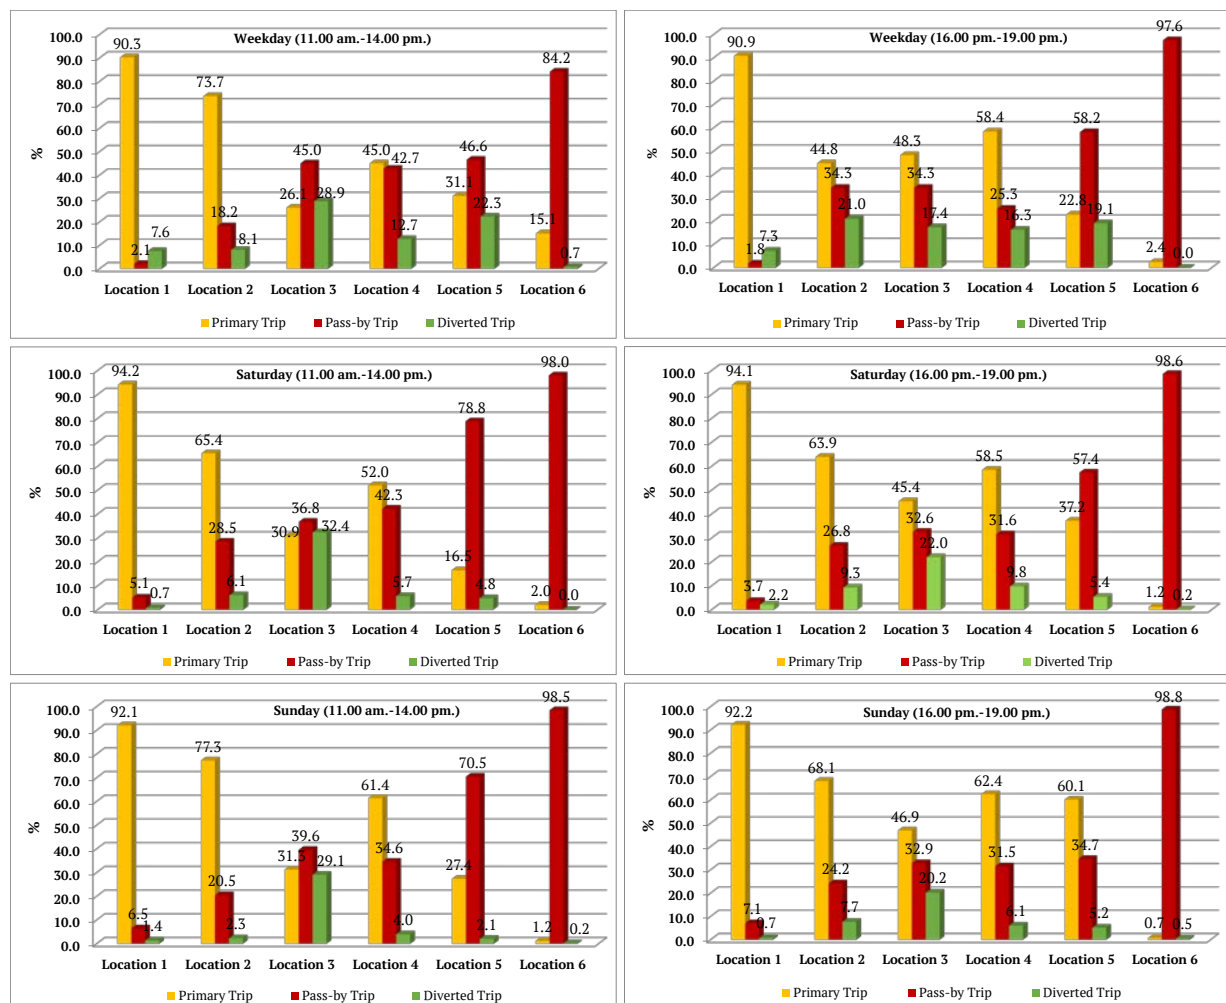 Weekday (11.00 am.-14.00 pm.)
%
100.0
90.0
80.0
70.0
60.0
50.0
40.0
30.0
20.0
10.0
0.0
90.3 2.1 7.6
73.7 18.2 8.1
26.1 45.0 28.9
45.0 42.7 12.7
31.1 46.6 22.3
15.1 84.2 0.7
Location 1 Location 2 Location 3 Location 4 Location 5 Location 6
Primary Trip Pass-by Trip Diverted Trip
Weekday (16.00 pm.-19.00 pm.)
%
100.0
90.0
80.0
70.0
60.0
50.0
40.0
30.0
20.0
10.0
0.0
90.9 1.8 7.3
44.8 34.3 21.0
48.3 34.3 17.4
58.4 25.3 16.3
22.8 58.2 19.1
2.4 97.6 0.0
Location 1 Location 2 Location 3 Location 4 Location 5 Location 6
Primary Trip Pass-by Trip Diverted Trip
Saturday (11.00 am.-14.00 pm.)
%
100.0
90.0
80.0
70.0
60.0
50.0
40.0
30.0
20.0
10.0
0.0
94.2 5.1 0.7
65.4 28.5 6.1
30.9 36.8 32.4
52.0 42.3 5.7
16.5 78.8 4.8
2.0 98.0 0.0
Location 1 Location 2 Location 3 Location 4 Location 5 Location 6
Primary Trip Pass-by Trip Diverted Trip
Saturday (16.00 pm.-19.00 pm.)
%
100.0
90.0
80.0
70.0
60.0
50.0
40.0
30.0
20.0
10.0
0.0
94.1 3.7 2.2
63.9 26.8 9.3
45.4 32.6 22.0
58.5 31.6 9.8
37.2 57.4 5.4
1.2 98.6 0.2
Location 1 Location 2 Location 3 Location 4 Location 5 Location 6
Primary Trip Pass-by Trip Diverted Trip
Sunday (11.00 am.-14.00 pm.)
%
100.0
90.0
80.0
70.0
60.0
50.0
40.0
30.0
20.0
10.0
0.0
92.1 6.5 1.4
77.3 20.5 2.3
31.3 39.6 29.1
61.4 34.6 4.0
27.4 70.5 2.1
1.2 98.5 0.2
Location 1 Location 2 Location 3 Location 4 Location 5 Location 6
Primary Trip Pass-by Trip Diverted Trip
Sunday (16.00 pm.-19.00 pm.)
%
100.0
90.0
80.0
70.0
60.0
50.0
40.0
30.0
20.0
10.0
0.0
92.2 7.1 0.7
68.1 24.2 7.7
46.9 32.9 20.2
62.4 31.5 6.1
60.1 34.7 5.2
0.7 98.8 0.5
Location 1 Location 2 Location 3 Location 4 Location 5 Location 6
Primary Trip Pass-by Trip Diverted Trip